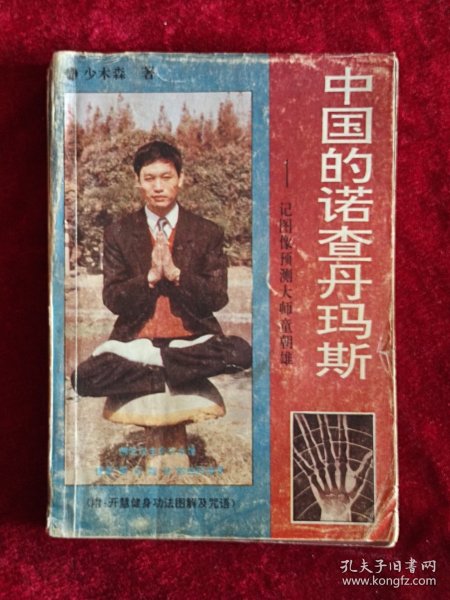 少木森 著
中国的诺查丹玛斯
——记图像预测大师童朝雄
(附:开慧健身功法图解及咒语)
孔夫子旧书网
www.kongfz.com